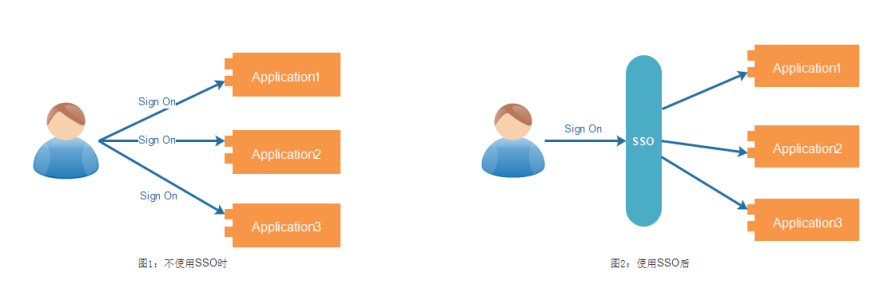 Application1
Sign On
Sign On
Application2
Sign On
Application3
图1：不使用SSO时
Application1
Sign On
SSO
Application2
Application3
图2：使用SSO后